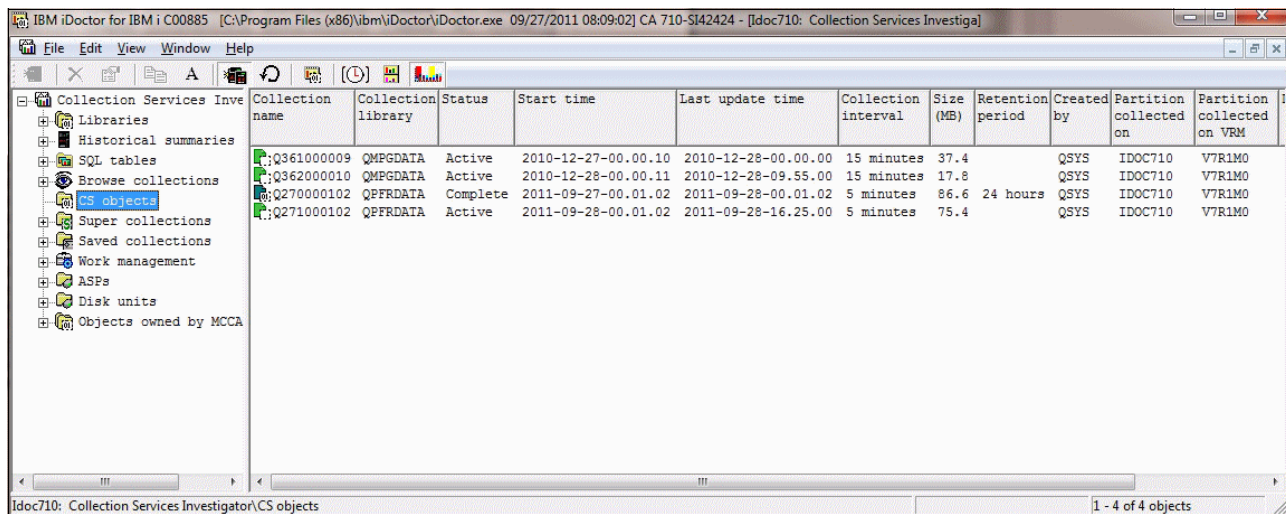 IBM iDoctor for IBM i C00885 [C:\Program Files (x86)\ibm\iDoctor\iDoctor.exe 09/27/2011 08:09:02] CA 710-SI42424 - [Idoc710: Collection Services Investiga]
File Edit View Window Help
Collection Services Inve
Libraries
Historical summaries
SQL tables
Browse collections
CS objects
Super collections
Saved collections
Work management
ASPs
Disk units
Objects owned by MCCA
Collection name Collection library Status Start time Last update time Collection interval Size (MB) Retention period Created by Partition collected on Partition collected on VRM
Q361000009 QMPGDATA Active 2010-12-27-00.00.10 2010-12-28-00.00.00 15 minutes 37.4 QSYS IDOC710 V7R1M0
Q362000010 QMPGDATA Active 2010-12-28-00.00.11 2010-12-28-09.55.00 15 minutes 17.8 QSYS IDOC710 V7R1M0
Q270000102 QPFRDATA Complete 2011-09-27-00.01.02 2011-09-28-00.01.02 5 minutes 86.6 24 hours QSYS IDOC710 V7R1M0
Q271000102 QPFRDATA Active 2011-09-28-00.01.02 2011-09-28-16.25.00 5 minutes 75.4 QSYS IDOC710 V7R1M0
Idoc710: Collection Services Investigator\CS objects
1 - 4 of 4 objects